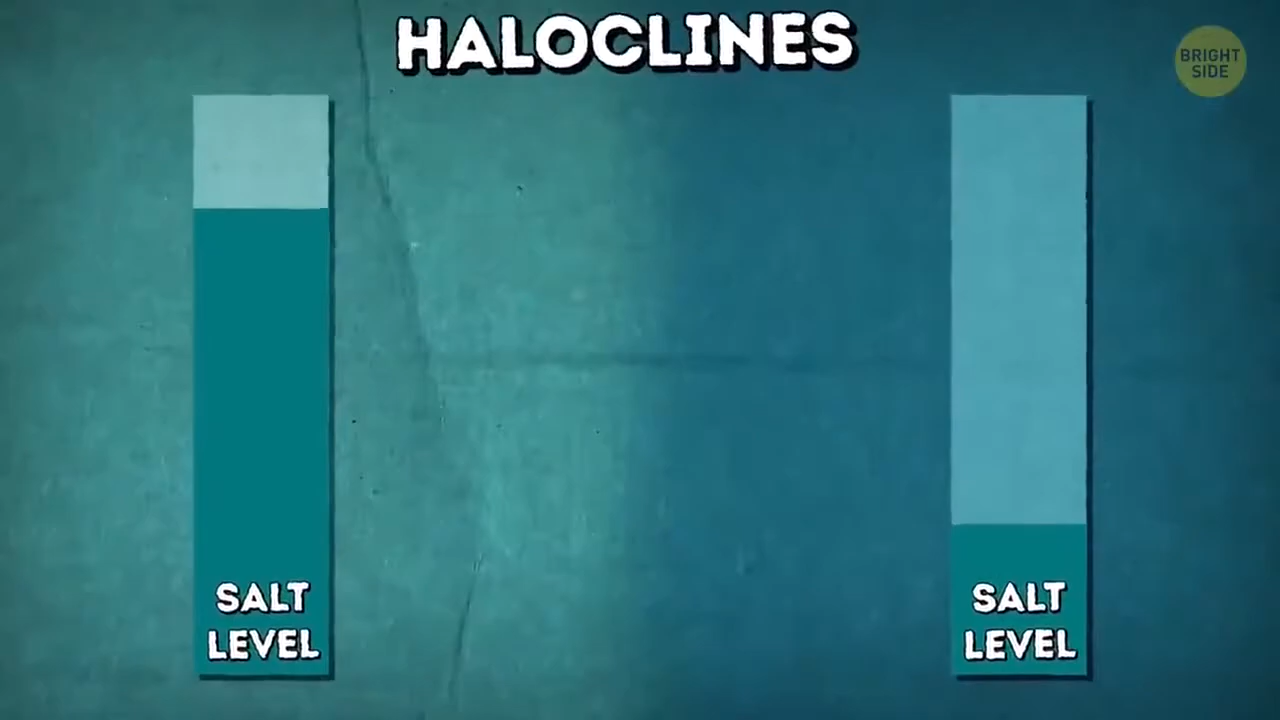 HALOCLINES
BRIGHT
SIDE
SALT
LEVEL
SALT
LEVEL